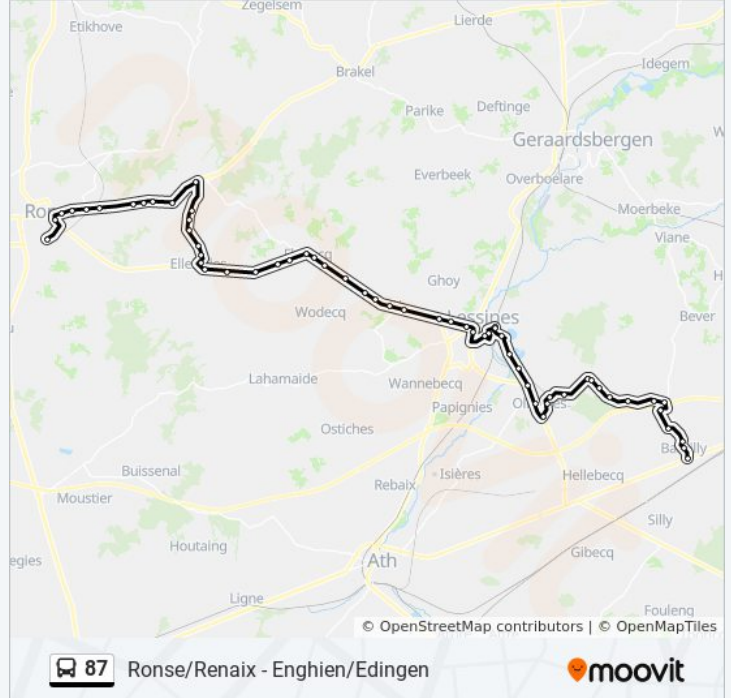 Zegelsem
Lierde
Etikhove
Idegem
Brakel
Parike
Deftinge
Geraardsbergen
Everbeek
Overboelare
Moerbeke
Viane
Ghoy
Bever
Wodecq
Lessines
Lahamaide
Wannebecq
Papignies
Ostiches
Buissenal
Isières
Hellebecq
Rebaix
Moustier
Silly
Houtaing
Gibecq
egies
Ath
Ligne
Fouleng
© OpenStreetMap contributors | © OpenMapTiles
87 Ronse/Renaix - Enghien/Edingen moovit